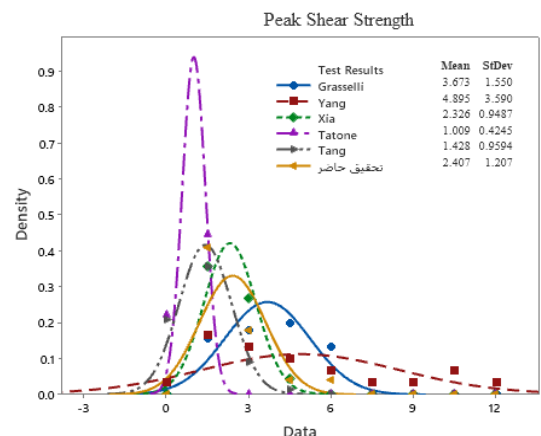 Peak Shear Strength
Test Results Mean StDev
Grasselli 3.673 1.550
Yang 4.895 3.590
Xia 2.326 0.9487
Tatone 1.009 0.4245
Tang 1.428 0.9594
تحقیق حاضر 2.407 1.207
Density
0.9
0.8
0.7
0.6
0.5
0.4
0.3
0.2
0.1
0.0
-3 0 3 6 9 12
Data